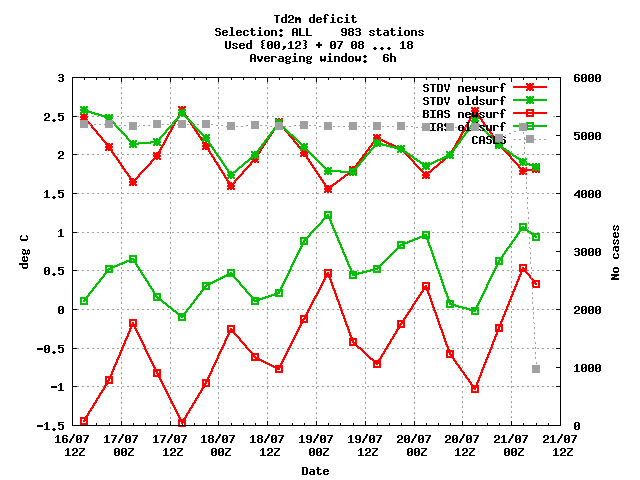 Td2m deficit
Selection: ALL    983 stations
Used {00,12} + 07 08 ... 18
Averaging window:  6h
STDV newsurf
STDV oldsurf
BIAS newsurf
BIAS oldsurf
CASES
3
2.5
2
1.5
1
0.5
0
-0.5
-1
-1.5
deg C
6000
5000
4000
3000
2000
1000
0
No cases
16/07 17/07 17/07 18/07 18/07 19/07 19/07 20/07 20/07 21/07 21/07
12Z 00Z 12Z 00Z 12Z 00Z 12Z 00Z 12Z 00Z 12Z
Date